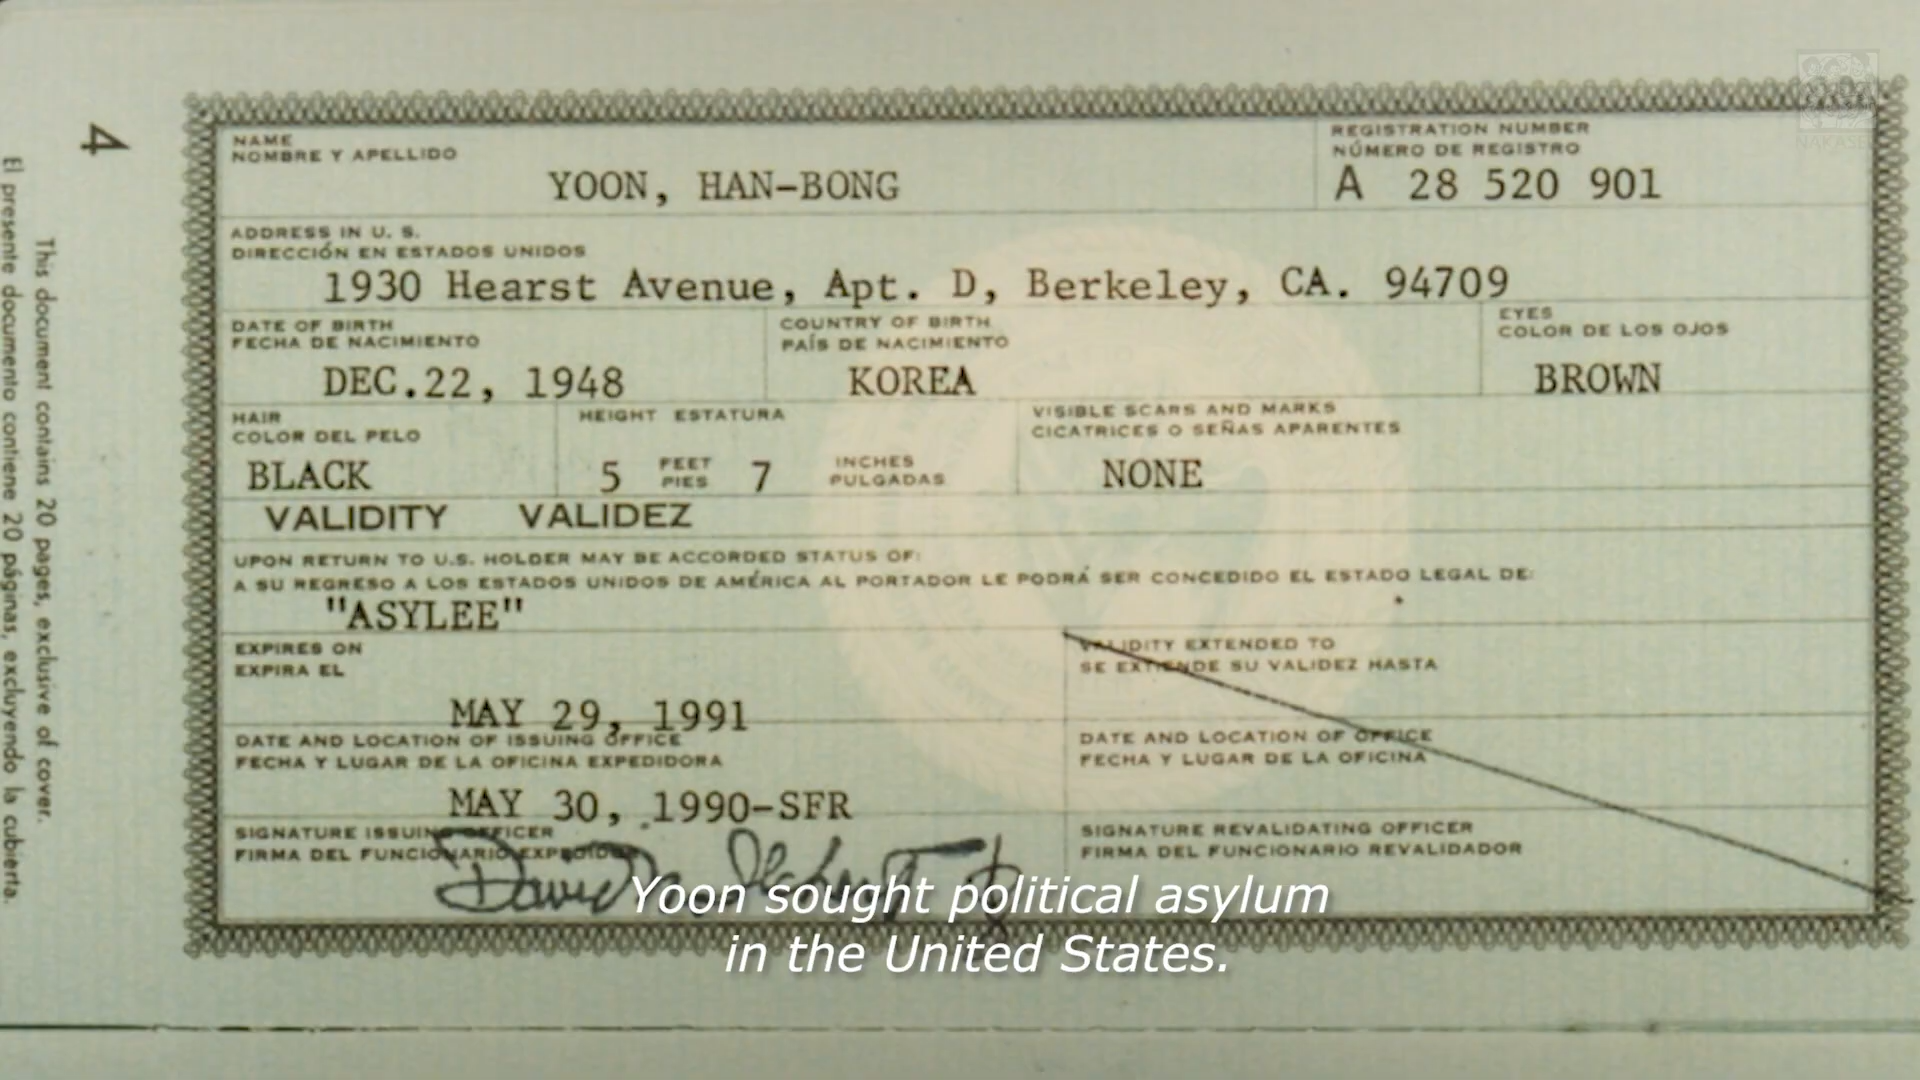 4
This document contains 20 pages, exclusive of cover.
El presente documento contiene 20 páginas, excluyendo la cubierta.
NAME
NOMBRE Y APELLIDO
YOON, HAN-BONG
REGISTRATION NUMBER
NÚMERO DE REGISTRO
A 28 520 901
ADDRESS IN U. S.
DIRECCIÓN EN ESTADOS UNIDOS
1930 Hearst Avenue, Apt. D, Berkeley, CA. 94709
DATE OF BIRTH
FECHA DE NACIMIENTO
DEC.22, 1948
COUNTRY OF BIRTH
PAÍS DE NACIMIENTO
KOREA
EYES
COLOR DE LOS OJOS
BROWN
HAIR
COLOR DEL PELO
BLACK
HEIGHT ESTATURA
5 FEET PIES 7 INCHES PULGADAS
VISIBLE SCARS AND MARKS
CICATRICES O SEÑAS APARENTES
NONE
VALIDITY VALIDEZ
UPON RETURN TO U.S. HOLDER MAY BE ACCORDED STATUS OF:
A SU REGRESO A LOS ESTADOS UNIDOS DE AMÉRICA AL PORTADOR LE PODRÁ SER CONCEDIDO EL ESTADO LEGAL DE:
"ASYLEE"
EXPIRES ON
EXPIRA EL
MAY 29, 1991
VALIDITY EXTENDED TO
SE EXTIENDE SU VALIDEZ HASTA
DATE AND LOCATION OF ISSUING OFFICE
FECHA Y LUGAR DE LA OFICINA EXPEDIDORA
MAY 30, 1990-SFR
DATE AND LOCATION OF OFFICE
FECHA Y LUGAR DE LA OFICINA
SIGNATURE ISSUING OFFICER
FIRMA DEL FUNCIONARIO EXPEDIDOR
David
SIGNATURE REVALIDATING OFFICER
FIRMA DEL FUNCIONARIO REVALIDADOR
Yoon sought political asylum
in the United States.
NAKASEC